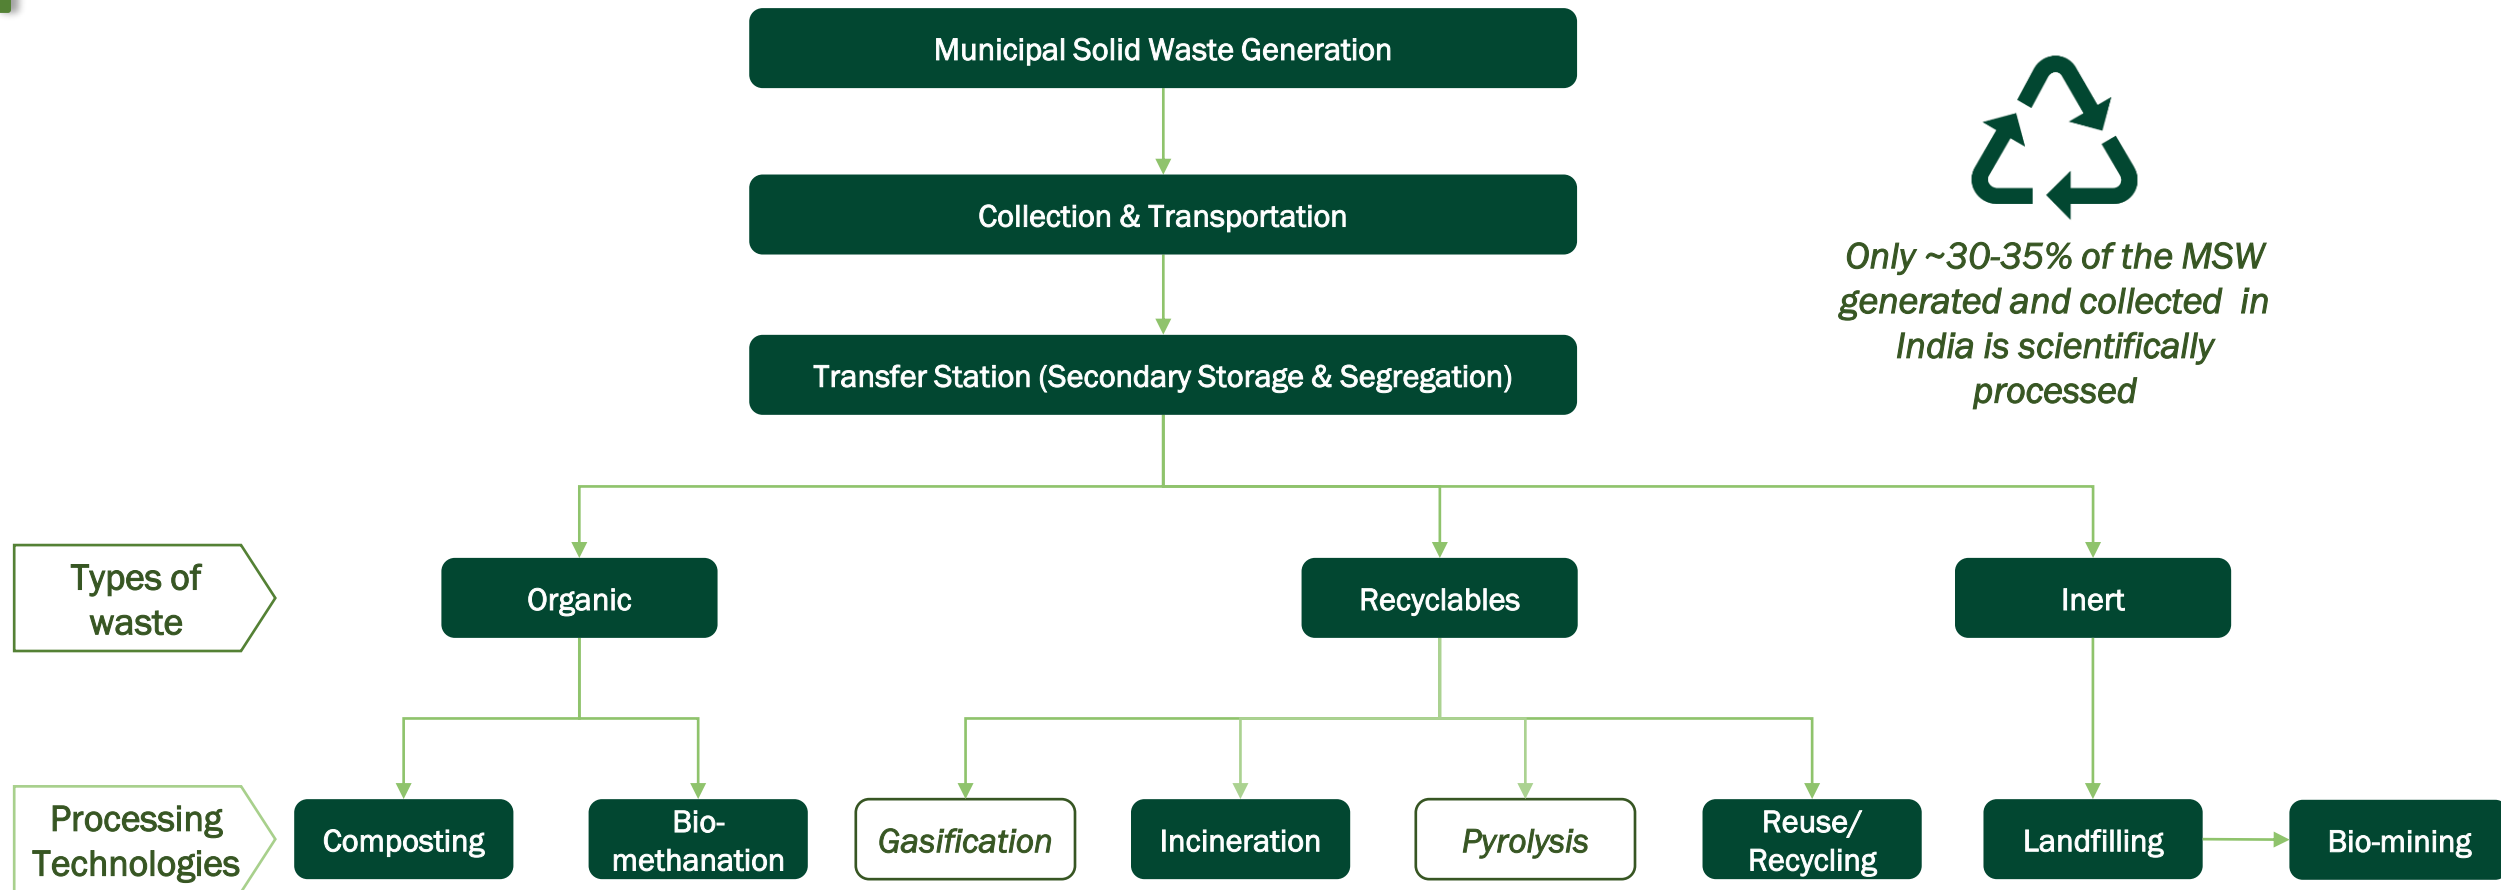 Municipal Solid Waste Generation
Collection & Transportation
Only ~30-35% of the MSW
generated and collected in
India is scientifically
processed
Transfer Station (Secondary Storage & Segregation)
Types of
waste
Organic
Recyclables
Inert
Processing
Technologies
Composting
Bio-
methanation
Gasification
Incineration
Pyrolysis
Reuse/
Recycling
Landfilling
Bio-mining